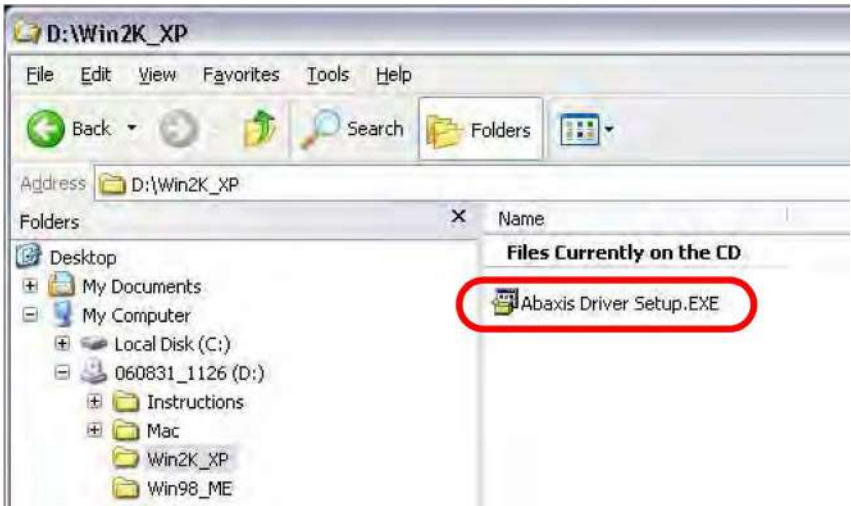 D:\Win2K_XP
File Edit View Favorites Tools Help
Back Search Folders
Address D:\Win2K_XP
Folders X Name
Desktop Files Currently on the CD
My Documents
My Computer Abaxis Driver Setup.EXE
Local Disk (C:)
060831_1126 (D:)
Instructions
Mac
Win2K_XP
Win98_ME